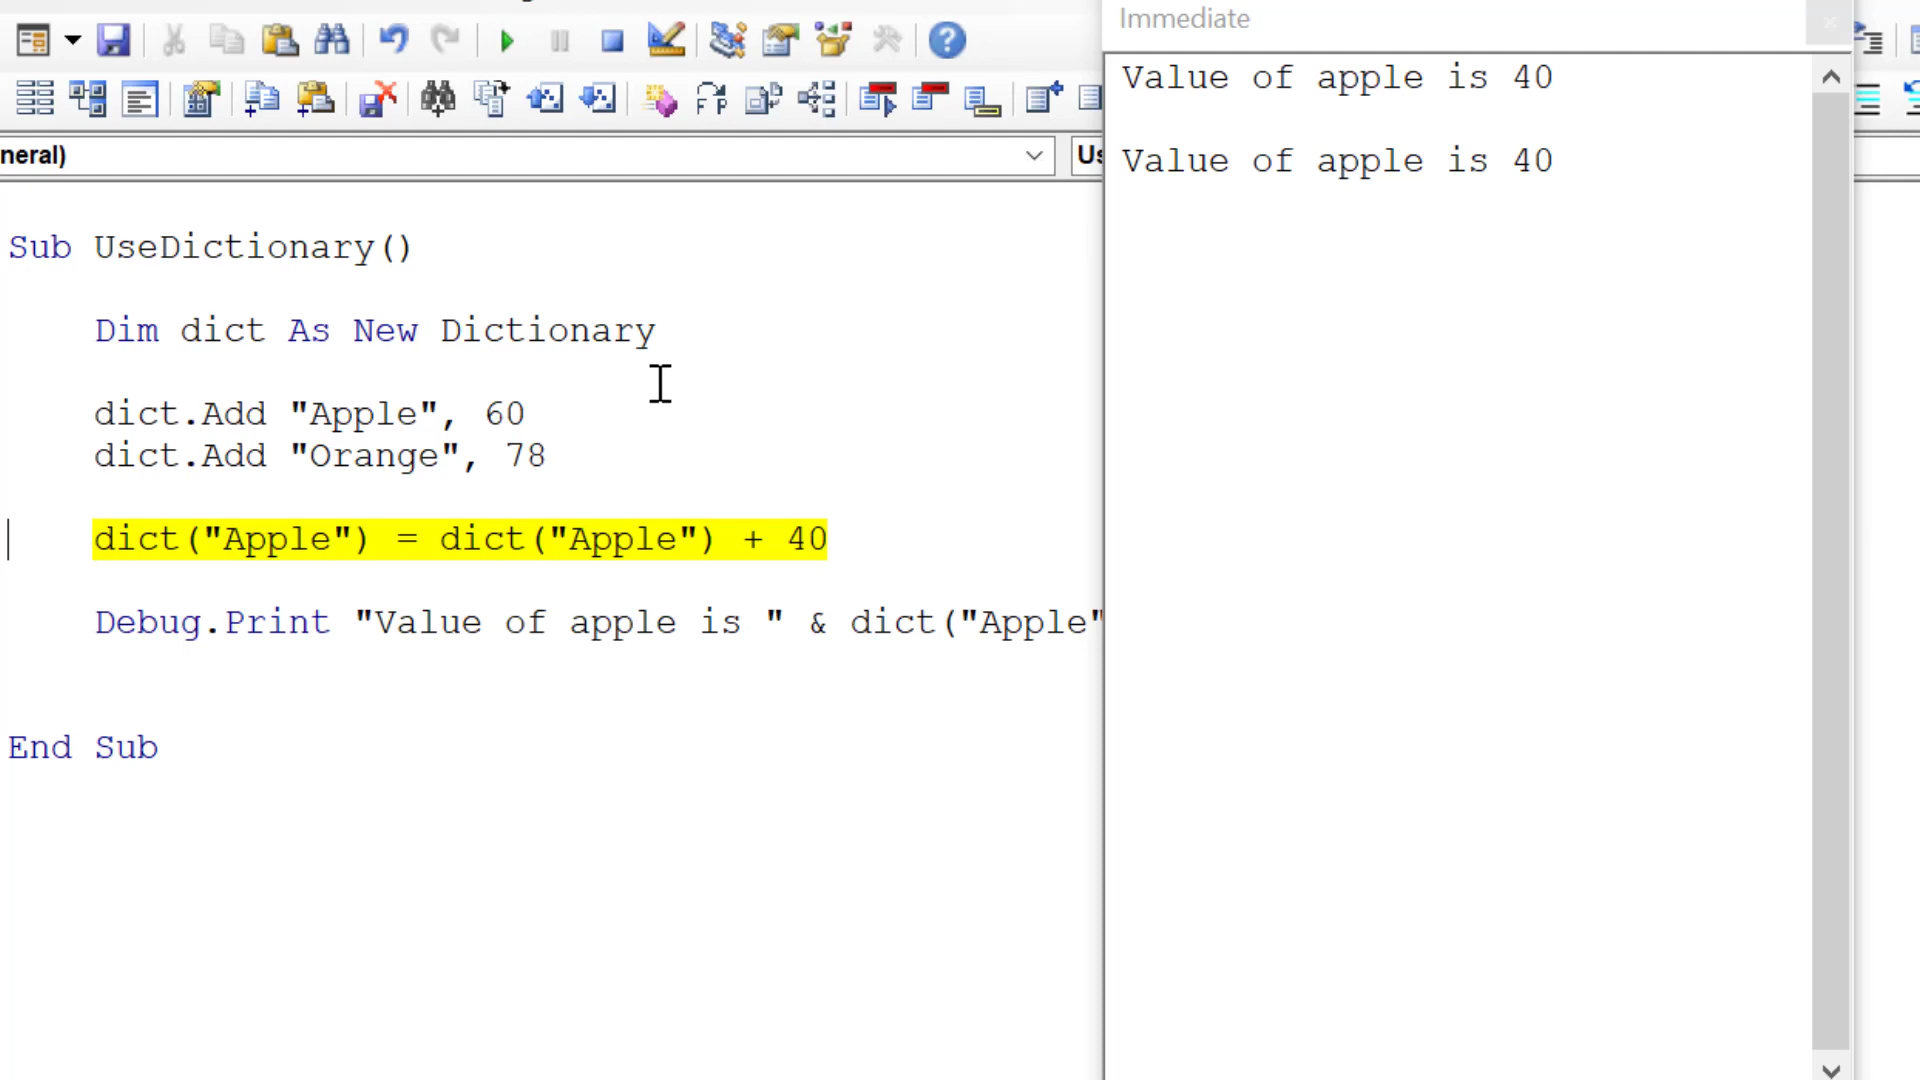 Immediate
Value of apple is 40
Value of apple is 40
neral)
Us
Sub UseDictionary()
Dim dict As New Dictionary
dict.Add "Apple", 60
dict.Add "Orange", 78
dict("Apple") = dict("Apple") + 40
Debug.Print "Value of apple is " & dict("Apple"
End Sub